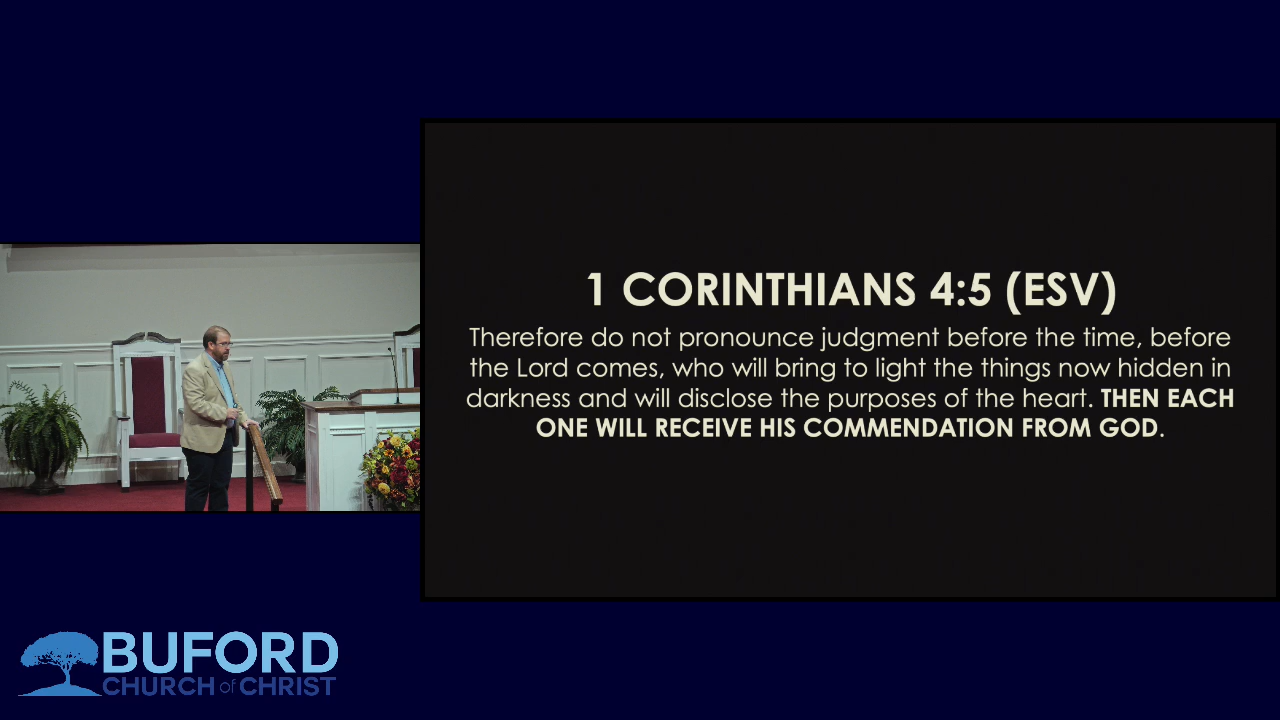 1 CORINTHIANS 4:5 (ESV)
Therefore do not pronounce judgment before the time, before
the Lord comes, who will bring to light the things now hidden in
darkness and will disclose the purposes of the heart. THEN EACH
ONE WILL RECEIVE HIS COMMENDATION FROM GOD.
BUFORD
CHURCH of CHRIST